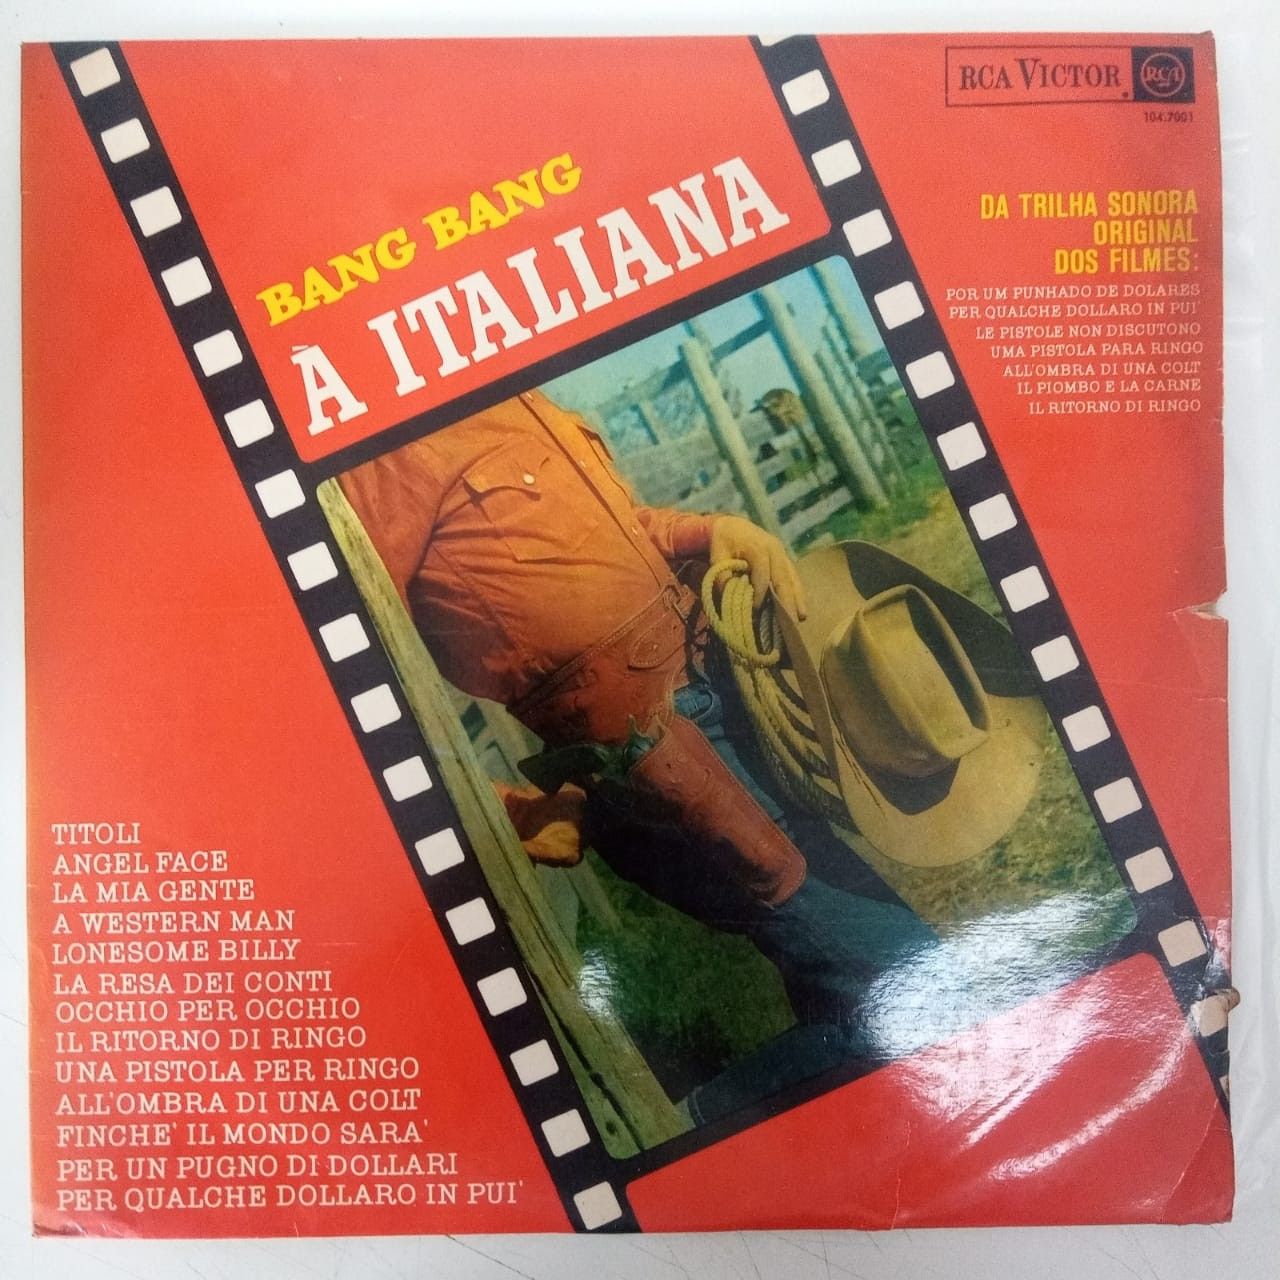 RCA VICTOR
RCA
104.7001
BANG BANG
À ITALIANA
DA TRILHA SONORA
ORIGINAL
DOS FILMES:
POR UM PUNHADO DE DOLARES
PER QUALCHE DOLLARO IN PUI'
LE PISTOLE NON DISCUTONO
UMA PISTOLA PARA RINGO
ALL'OMBRA DI UNA COLT
IL PIOMBO E LA CARNE
IL RITORNO DI RINGO
TITOLI
ANGEL FACE
LA MIA GENTE
A WESTERN MAN
LONESOME BILLY
LA RESA DEI CONTI
OCCHIO PER OCCHIO
IL RITORNO DI RINGO
UNA PISTOLA PER RINGO
ALL'OMBRA DI UNA COLT
FINCHE' IL MONDO SARA'
PER UN PUGNO DI DOLLARI
PER QUALCHE DOLLARO IN PUI'